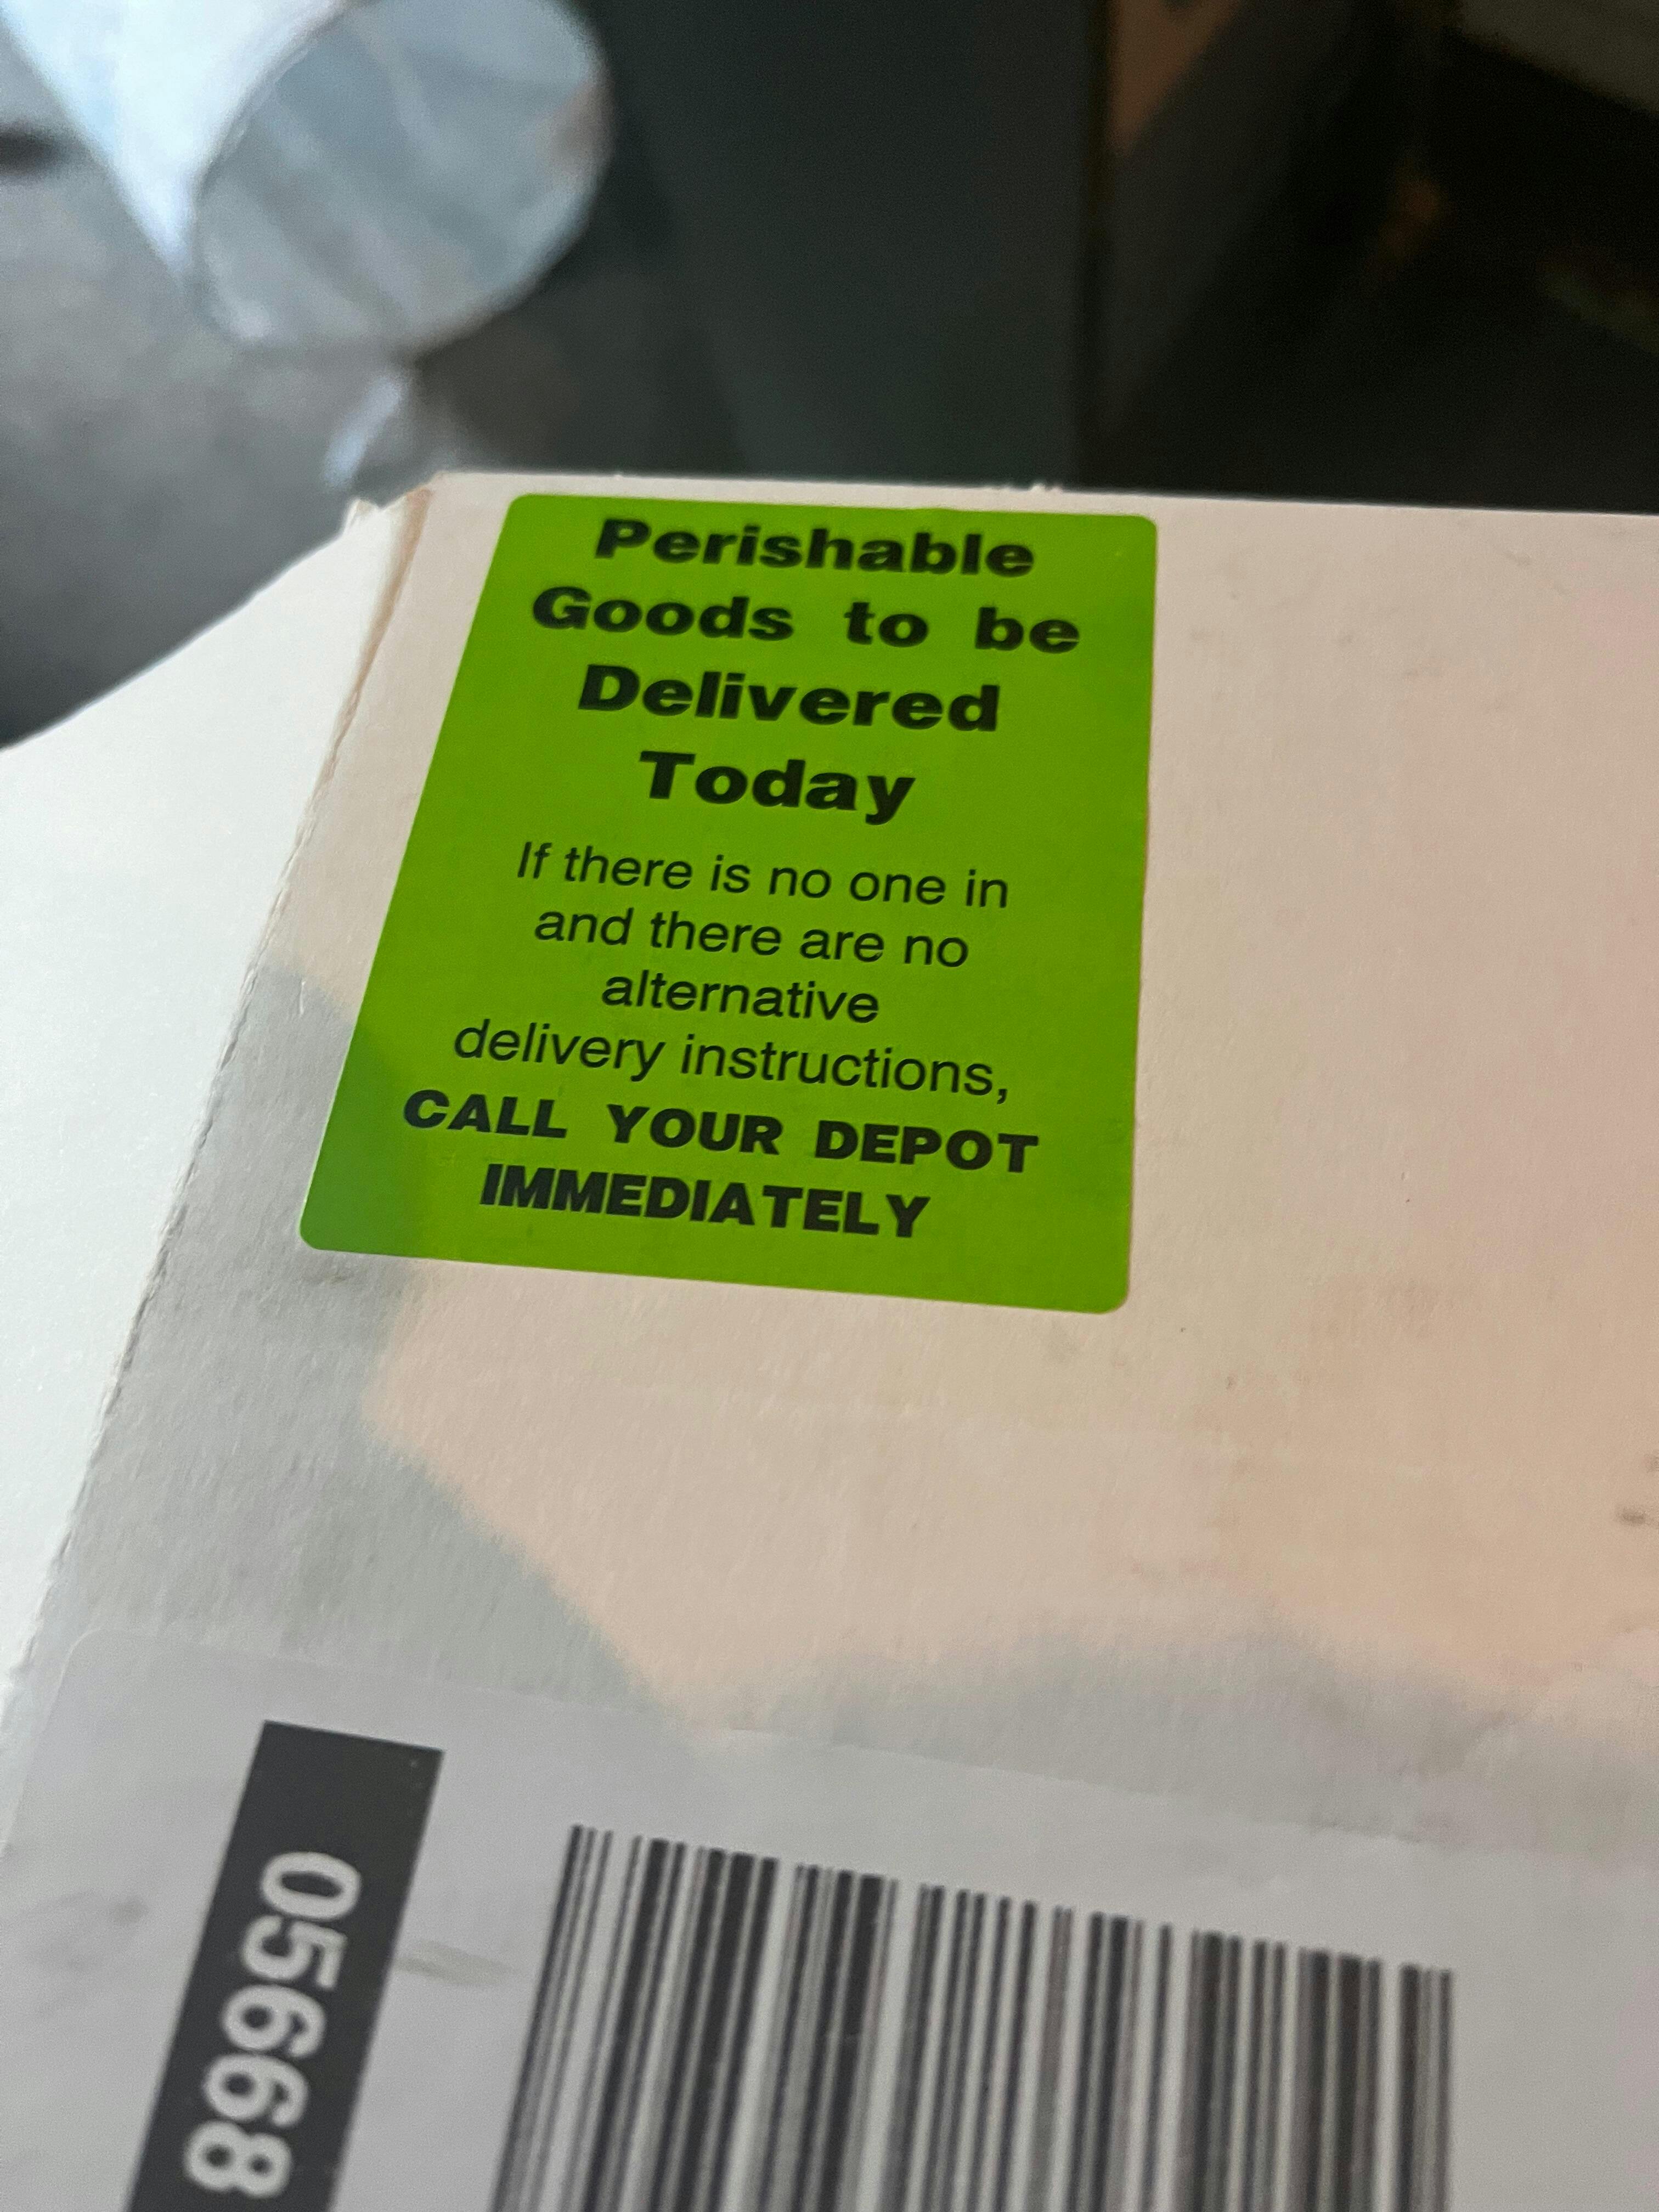 Perishable
Goods to be
Delivered
Today
If there is no one in
and there are no
alternative
delivery instructions,
CALL YOUR DEPOT
IMMEDIATELY
05668